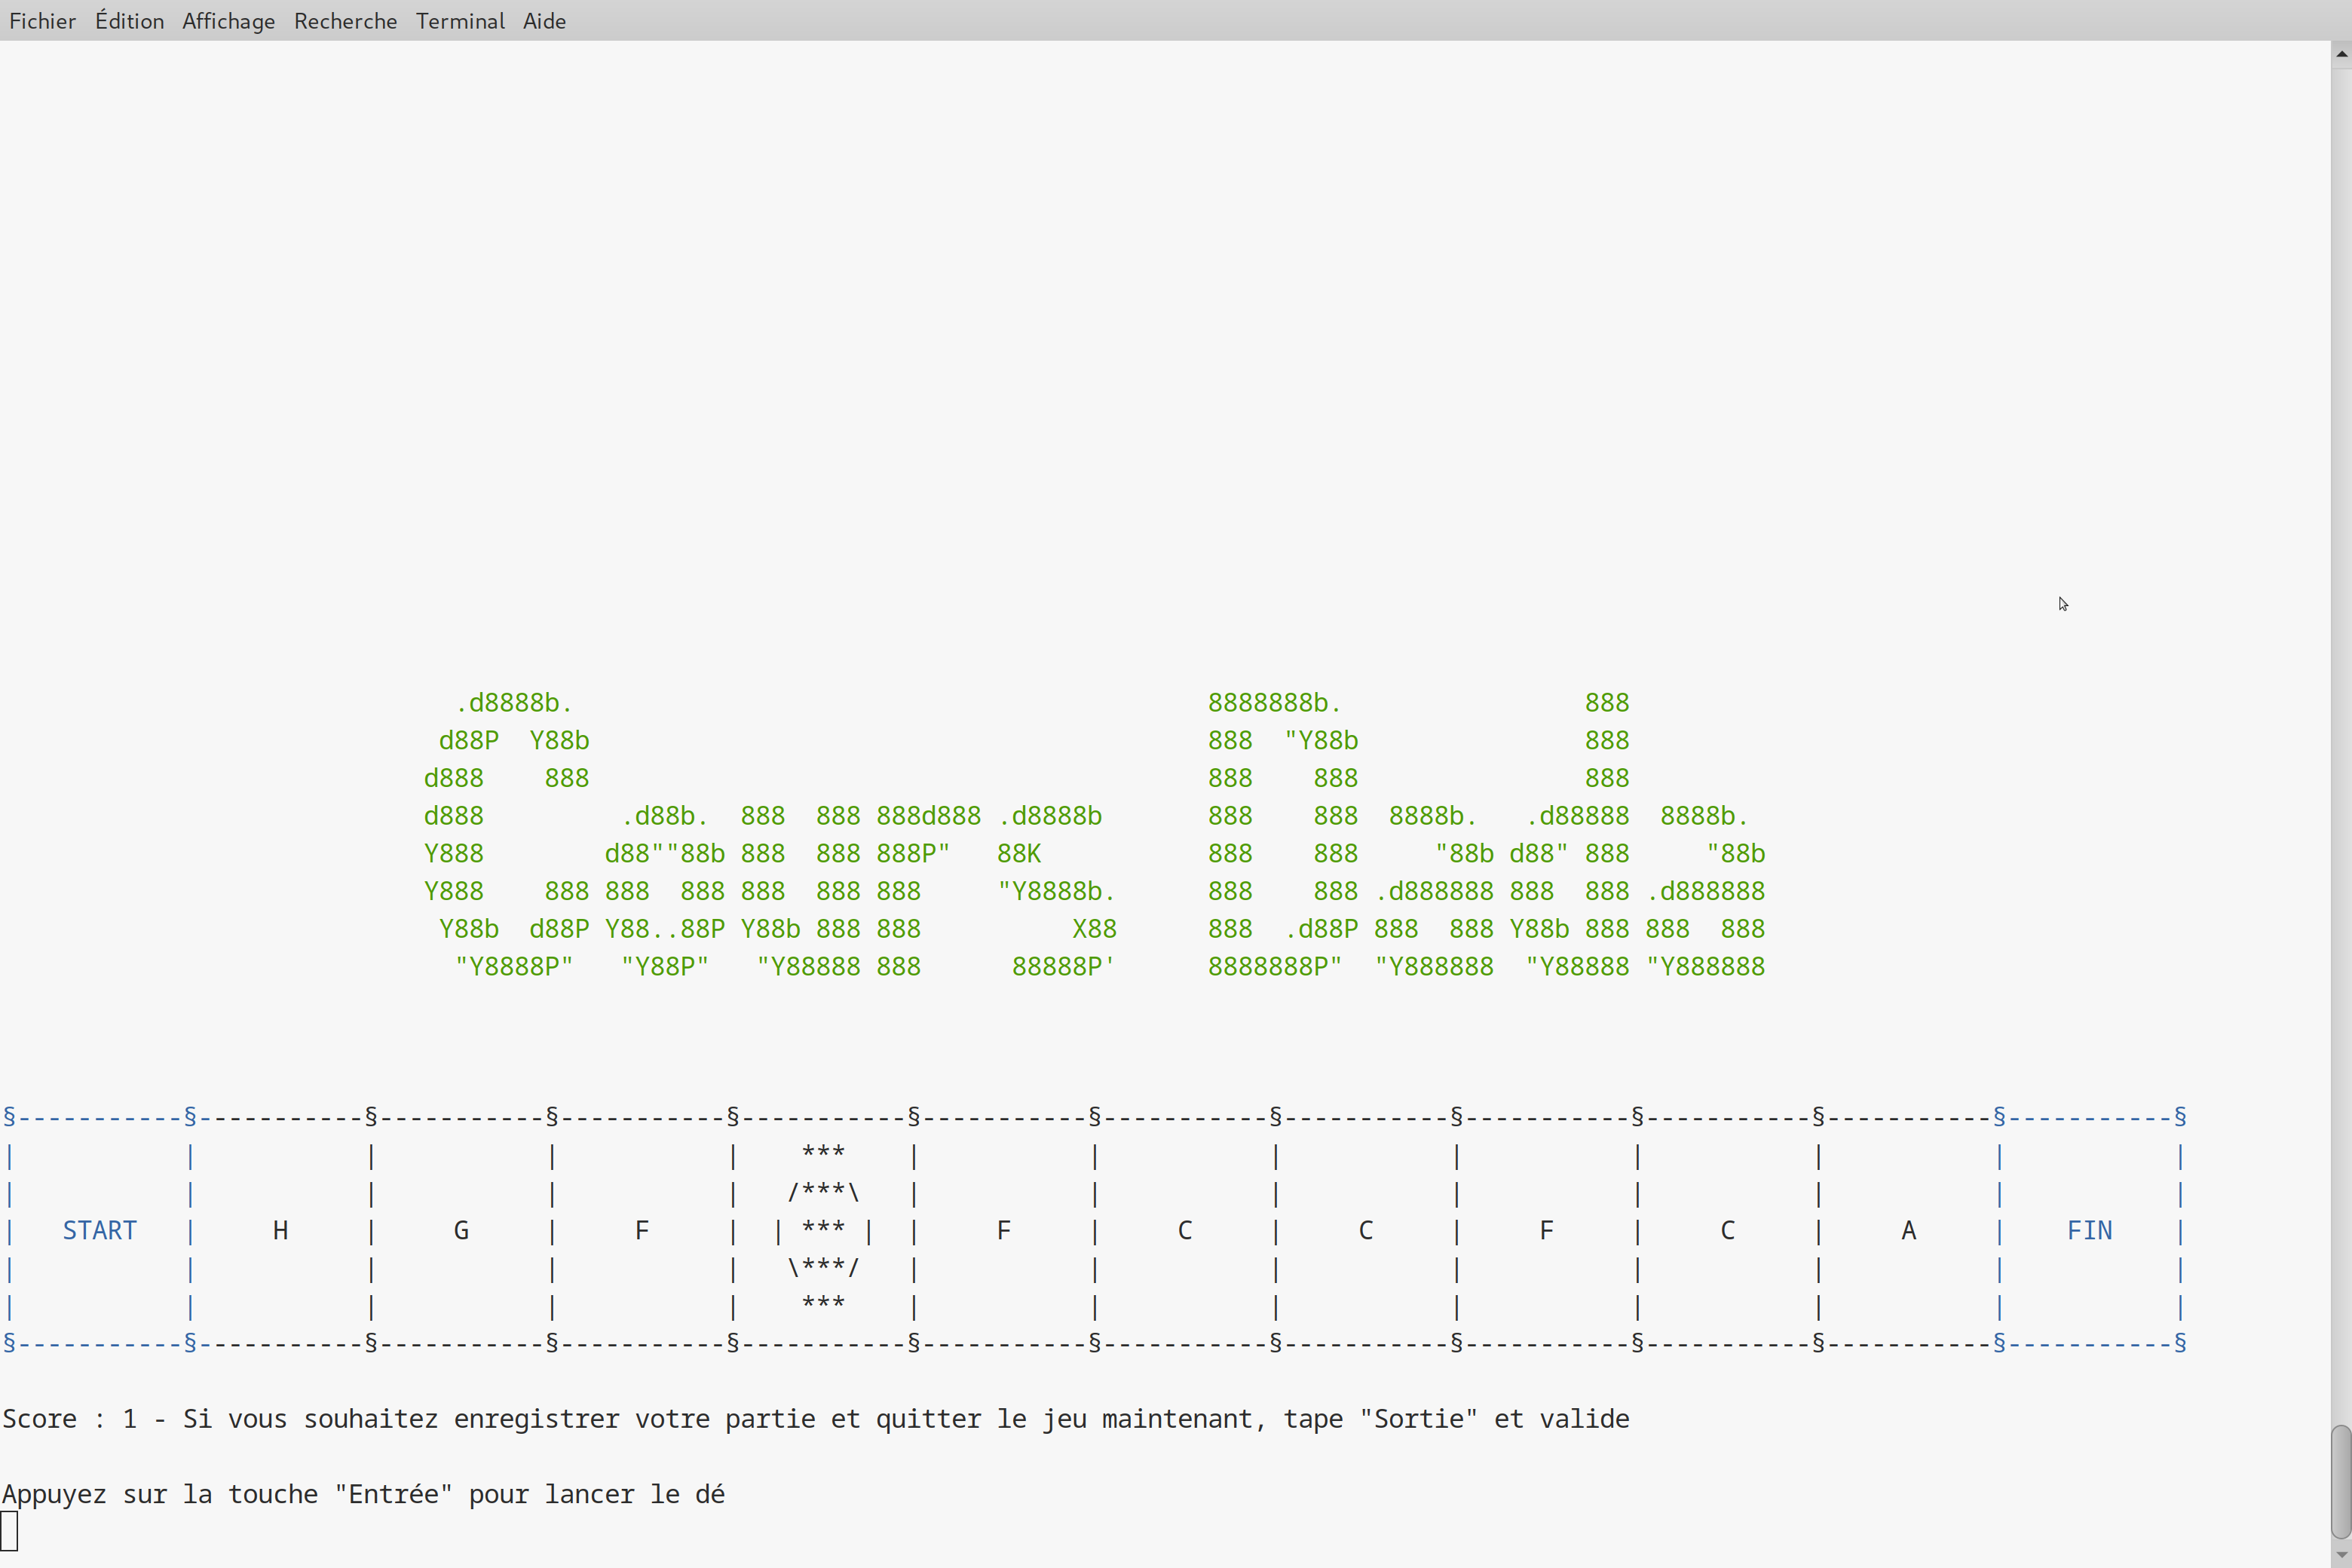 Fichier Édition Affichage Recherche Terminal Aide
  .d8888b.                                          8888888b.                888
 d88P  Y88b                                         888  "Y88b               888
d888    888                                         888    888               888
d888         .d88b.  888  888 888d888 .d8888b       888    888  8888b.   .d88888  8888b.
Y888        d88""88b 888  888 888P"   88K           888    888     "88b d88" 888     "88b
Y888    888 888  888 888  888 888     "Y8888b.      888    888 .d888888 888  888 .d888888
 Y88b  d88P Y88..88P Y88b 888 888          X88      888  .d88P 888  888 Y88b 888 888  888
  "Y8888P"   "Y88P"   "Y88888 888      88888P'      8888888P"  "Y888888  "Y88888 "Y888888
§-----------§-----------§-----------§-----------§-----------§-----------§-----------§-----------§-----------§-----------§-----------§-----------§
|           |           |           |           |    ***    |           |           |           |           |           |           |           |
|           |           |           |           |   /***\   |           |           |           |           |           |           |           |
|   START   |     H     |     G     |     F     |  | *** |  |     F     |     C     |     C     |     F     |     C     |     A     |    FIN    |
|           |           |           |           |   \***/   |           |           |           |           |           |           |           |
|           |           |           |           |    ***    |           |           |           |           |           |           |           |
§-----------§-----------§-----------§-----------§-----------§-----------§-----------§-----------§-----------§-----------§-----------§-----------§
Score : 1 - Si vous souhaitez enregistrer votre partie et quitter le jeu maintenant, tape "Sortie" et valide
Appuyez sur la touche "Entrée" pour lancer le dé